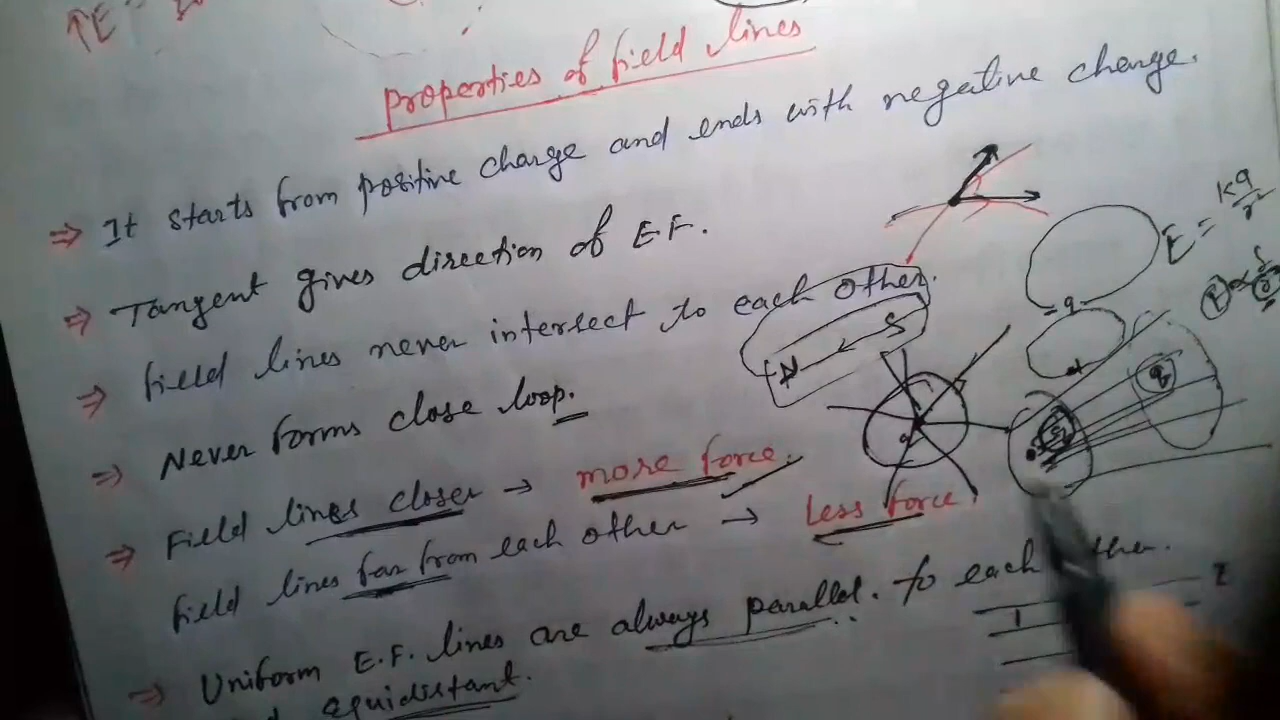 ↑E =
Properties of field lines
⇒ It starts from positive charge and ends with negative charge.
⇒ Tangent gives direction of E.F.
⇒ field lines never intersect to each other.
⇒ Never forms close loop.
⇒ Field lines closer → more force.
field lines far from each other → Less force.
⇒ Uniform E.F. lines are always parallel. to each other.
equidistant.
E = Kq/r²
N S
-q
q